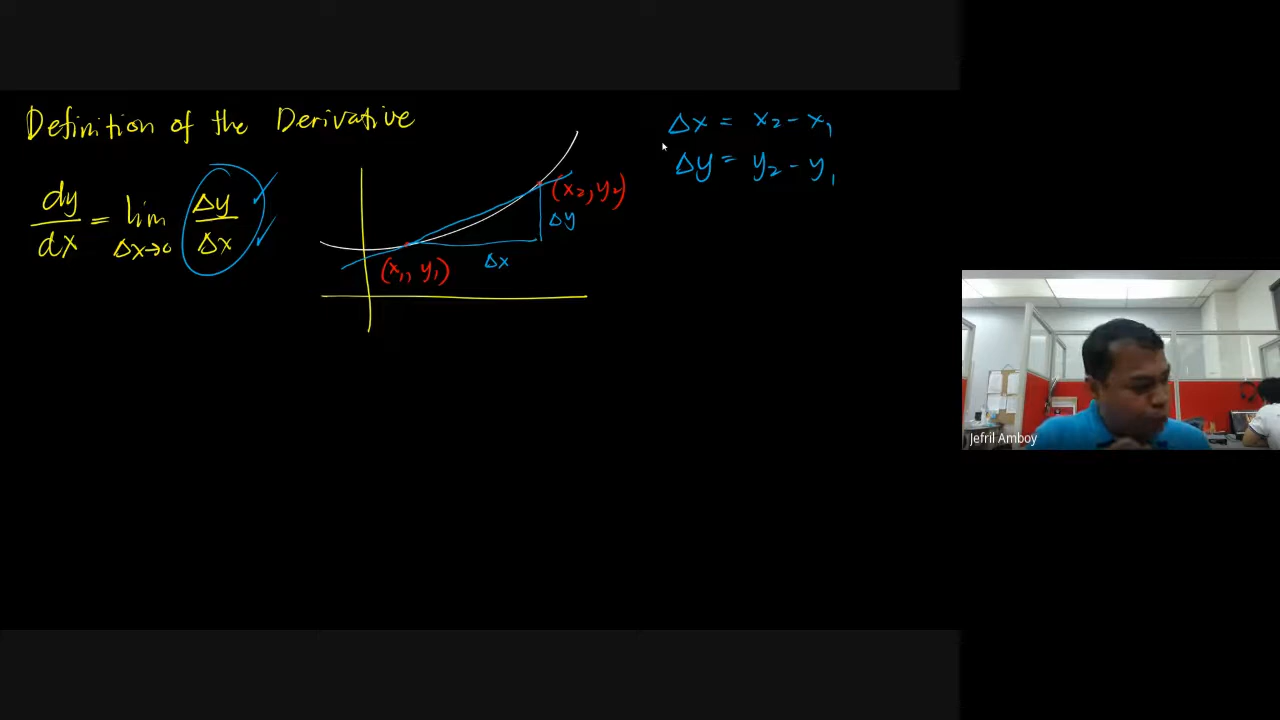 Definition of the Derivative
dy/dx = lim Δx→0 Δy/Δx
(x₂, y₂)
Δy
(x₁, y₁)
Δx
Δx = x₂ - x₁
Δy = y₂ - y₁
Jefril Amboy